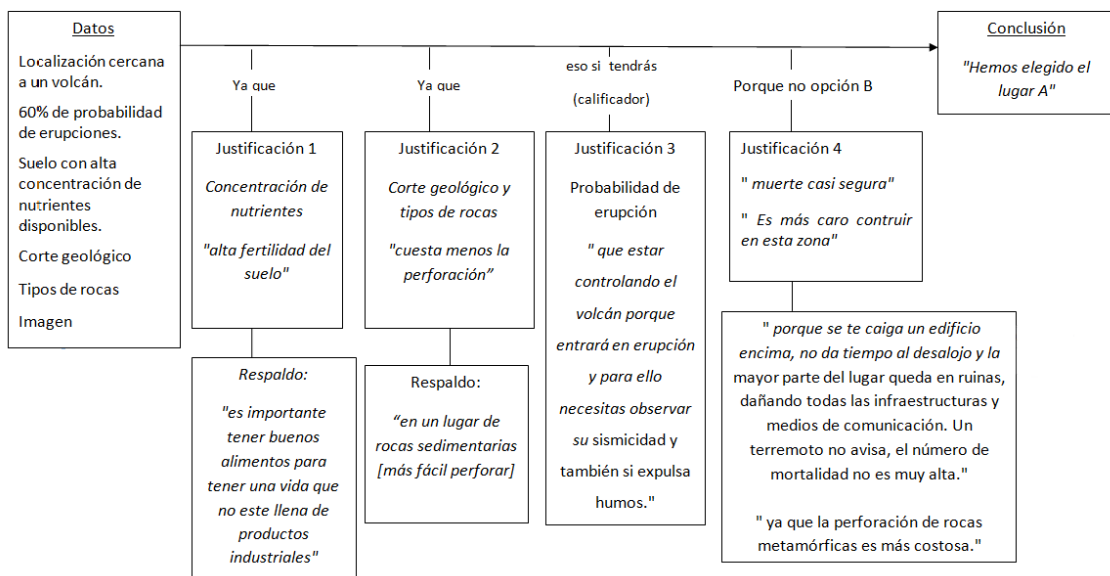 Datos
Localización cercana
a un volcán.
60% de probabilidad
de erupciones.
Suelo con alta
concentración de
nutrientes
disponibles.
Corte geológico
Tipos de rocas
Imagen
Ya que
Justificación 1
Concentración de
nutrientes
"alta fertilidad del
suelo"
Respaldo:
"es importante
tener buenos
alimentos para
tener una vida que
no este llena de
productos
industriales"
Ya que
Justificación 2
Corte geológico y
tipos de rocas
"cuesta menos la
perforación”
Respaldo:
“en un lugar de
rocas sedimentarias
[más fácil perforar]
eso si tendrás
(calificador)
Justificación 3
Probabilidad de
erupción
" que estar
controlando el
volcán porque
entrará en erupción
y para ello
necesitas observar
su sismicidad y
también si expulsa
humos."
Porque no opción B
Justificación 4
" muerte casi segura"
" Es más caro contruir
en esta zona"
" porque se te caiga un edificio
encima, no da tiempo al desalojo y la
mayor parte del lugar queda en ruinas,
dañando todas las infraestructuras y
medios de comunicación. Un
terremoto no avisa, el número de
mortalidad no es muy alta."
" ya que la perforación de rocas
metamórficas es más costosa."
Conclusión
"Hemos elegido el
lugar A"